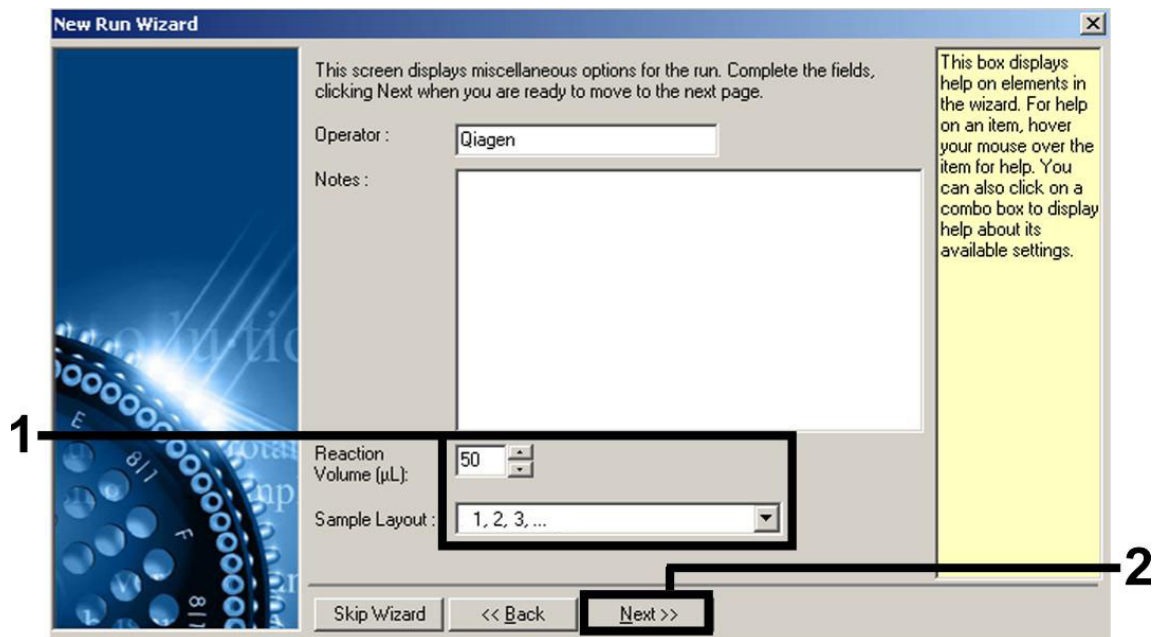 New Run Wizard
This screen displays miscellaneous options for the run. Complete the fields,
clicking Next when you are ready to move to the next page.
Operator :
Qiagen
Notes :
Reaction
Volume (µL):
50
Sample Layout :
1, 2, 3, ...
Skip Wizard
<< Back
Next >>
This box displays
help on elements in
the wizard. For help
on an item, hover
your mouse over the
item for help. You
can also click on a
combo box to display
help about its
available settings.
1
2
E
8/1
F
8/1